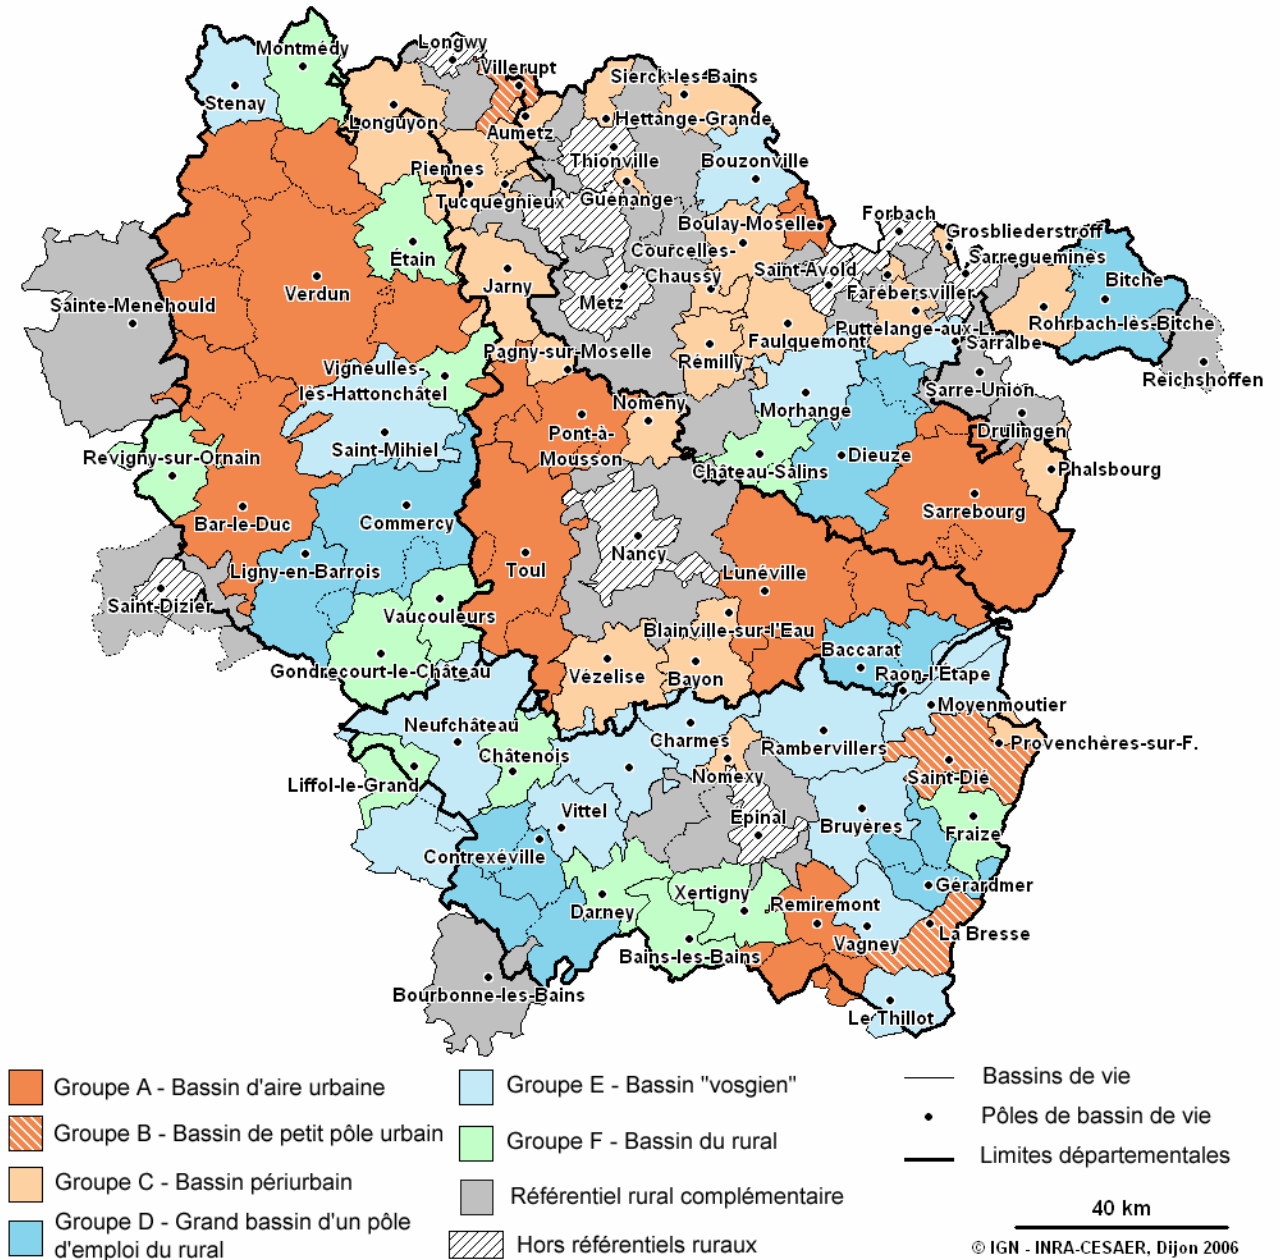 Montmédy
Longwy
Stenay
Villerupt
Sierck-les-Bains
Longuyon
Aumetz
Hettange-Grande
Thionville
Bouzonville
Piennes
Tucquegnieux
Guénange
Boulay-Moselle
Forbach
Grosbliederstroff
Étain
Courcelles-
Chaussy
Saint-Avold
Sarreguemines
Verdun
Jarny
Metz
Farébersviller
Bitche
Sainte-Menehould
Puttelange-aux-L.
Rohrbach-lès-Bitche
Faulquemont
Sarralbe
Pagny-sur-Moselle
Rémilly
Vigneulles-
lès-Hattonchâtel
Reichshoffen
Sarre-Union
Nomeny
Morhange
Saint-Mihiel
Pont-à-
Mousson
Drulingen
Revigny-sur-Ornain
Château-Salins
Dieuze
Phalsbourg
Bar-le-Duc
Commercy
Sarrebourg
Nancy
Ligny-en-Barrois
Toul
Lunéville
Saint-Dizier
Vaucouleurs
Blainville-sur-l'Eau
Baccarat
Gondrecourt-le-Château
Vézelise
Bayon
Raon-l'Étape
Moyenmoutier
Neufchâteau
Charmes
Rambervillers
Provenchères-sur-F.
Châtenois
Nomexy
Saint-Dié
Liffol-le-Grand
Vittel
Épinal
Bruyères
Fraize
Contrexéville
Gérardmer
Xertigny
Darney
Remiremont
La Bresse
Vagney
Bains-les-Bains
Bourbonne-les-Bains
Le Thillot
Groupe A - Bassin d'aire urbaine
Groupe B - Bassin de petit pôle urbain
Groupe C - Bassin périurbain
Groupe D - Grand bassin d'un pôle
d'emploi du rural
Groupe E - Bassin "vosgien"
Groupe F - Bassin du rural
Référentiel rural complémentaire
Hors référentiels ruraux
Bassins de vie
Pôles de bassin de vie
Limites départementales
40 km
© IGN - INRA-CESAER, Dijon 2006